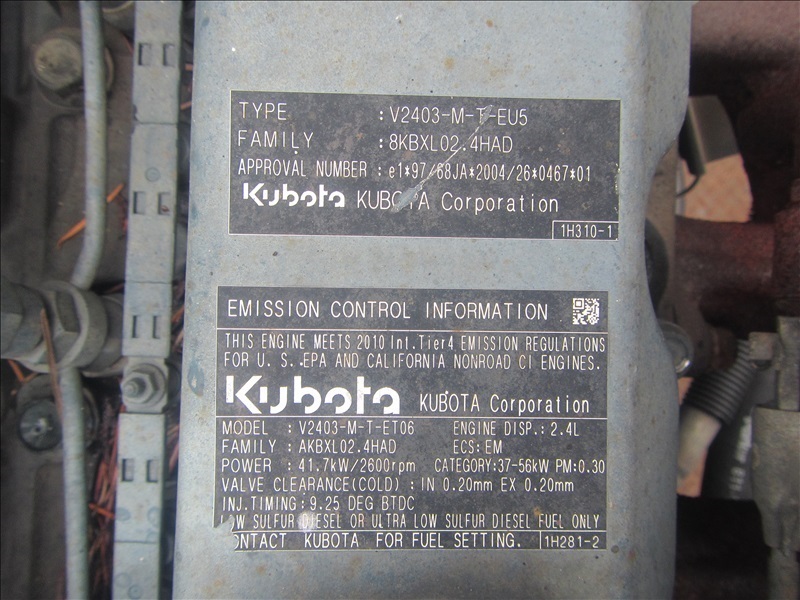 TYPE : V2403-M-T-EU5
FAMILY : 8KBXL02.4HAD
APPROVAL NUMBER : e1*97/68JA*2004/26*0467*01
Kubota KUBOTA Corporation
1H310-1
EMISSION CONTROL INFORMATION
THIS ENGINE MEETS 2010 Int.Tier4 EMISSION REGULATIONS
FOR U.S.EPA AND CALIFORNIA NONROAD CI ENGINES.
Kubota KUBOTA Corporation
MODEL : V2403-M-T-ET06 ENGINE DISP.: 2.4L
FAMILY : AKBXL02.4HAD ECS: EM
POWER : 41.7kW/2600rpm CATEGORY:37-56kW PM:0.30
VALVE CLEARANCE(COLD) : IN 0.20mm EX 0.20mm
INJ.TIMING: 9.25 DEG BTDC
LOW SULFUR DIESEL OR ULTRA LOW SULFUR DIESEL FUEL ONLY
ONTACT KUBOTA FOR FUEL SETTING. 1H281-2